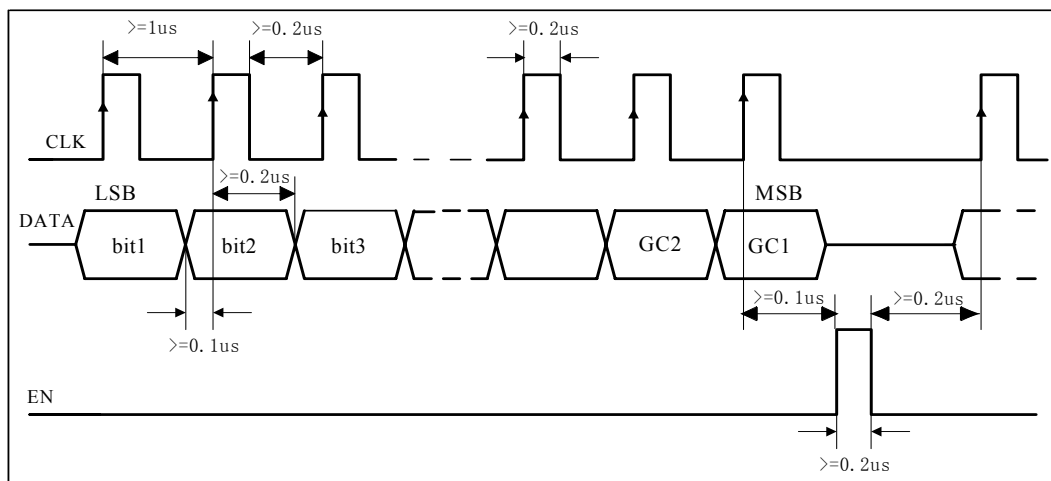 >=1us
>=0.2us
>=0.2us
CLK
>=0.2us
LSB
MSB
DATA
bit1
bit2
bit3
GC2
GC1
>=0.1us
>=0.2us
>=0.1us
EN
>=0.2us